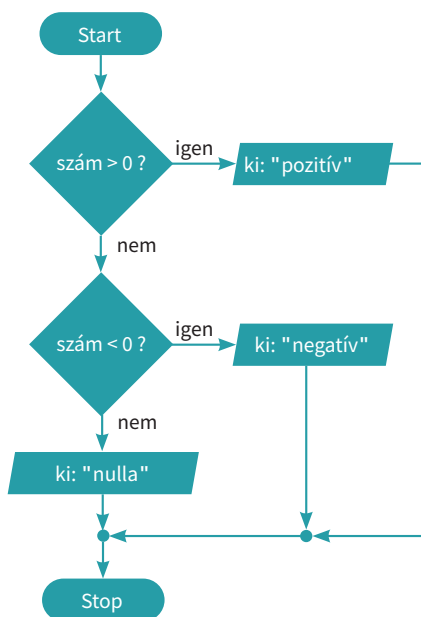 Start
szám > 0 ?
igen
ki: "pozitív"
nem
szám < 0 ?
igen
ki: "negatív"
nem
ki: "nulla"
Stop